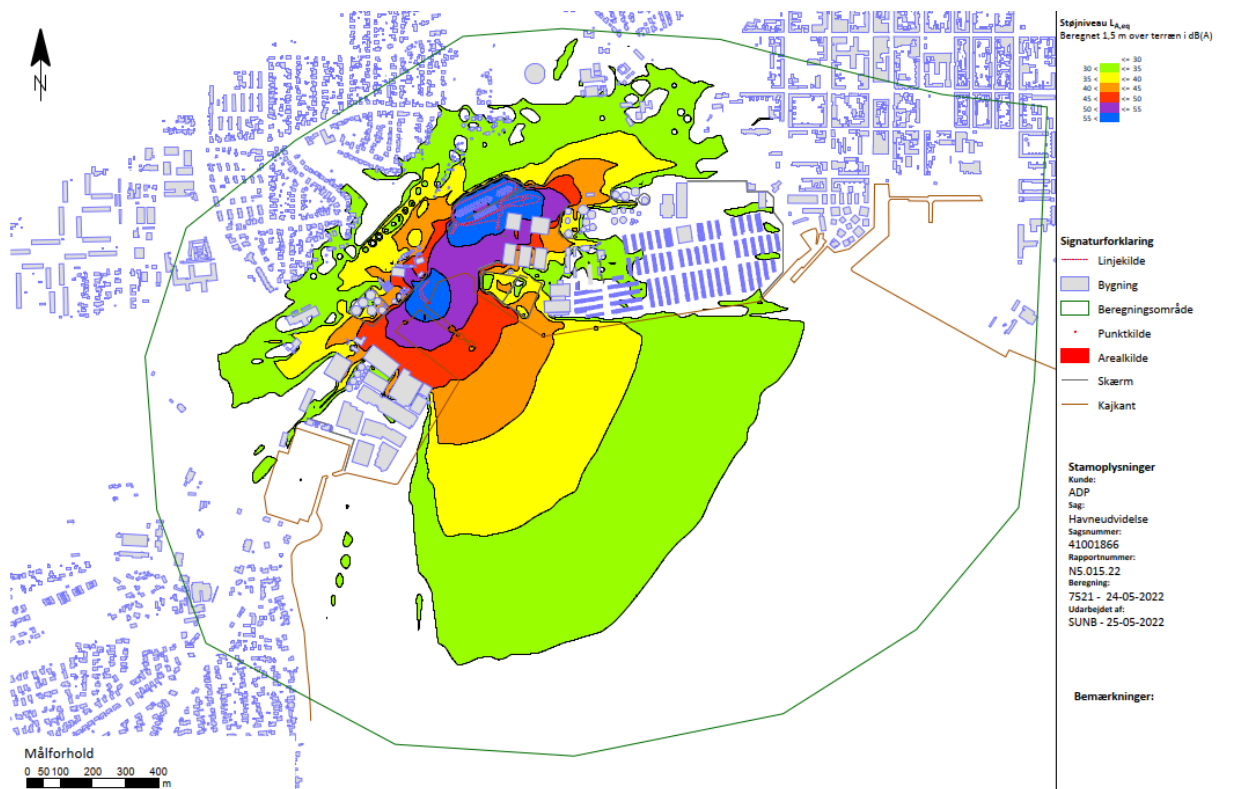 N
Støjniveau LA,eq
Beregnet 1,5 m over terræn i dB(A)
<= 30
30 < <= 35
35 < <= 40
40 < <= 45
45 < <= 50
50 < <= 55
55 <
Signaturforklaring
Linjekilde
Bygning
Beregningsområde
Punktkilde
Arealkilde
Skærm
Kajkant
Stamoplysninger
Kunde:
ADP
Sag:
Havneudvidelse
Sagsnummer:
41001866
Rapportnummer:
N5.015.22
Beregning:
7521 - 24-05-2022
Udarbejdet af:
SUNB - 25-05-2022
Bemærkninger:
Målforhold
0 50 100 200 300 400
m